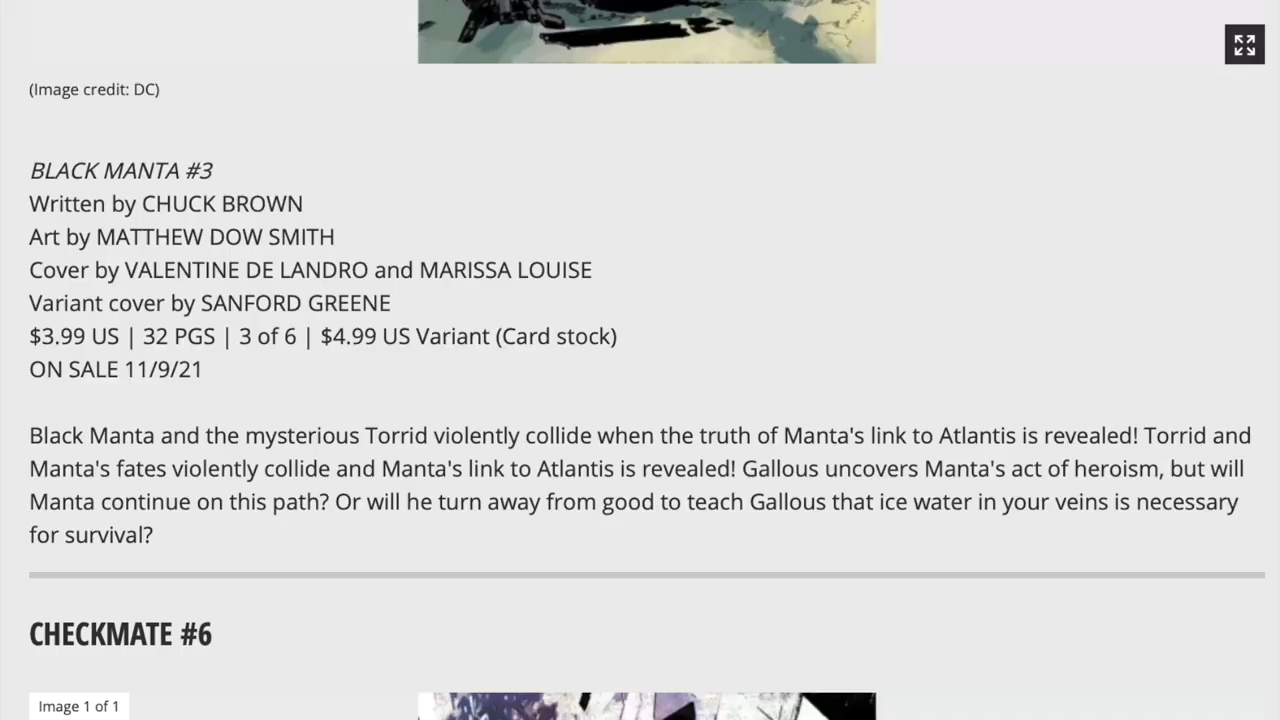 (Image credit: DC)
BLACK MANTA #3
Written by CHUCK BROWN
Art by MATTHEW DOW SMITH
Cover by VALENTINE DE LANDRO and MARISSA LOUISE
Variant cover by SANFORD GREENE
$3.99 US | 32 PGS | 3 of 6 | $4.99 US Variant (Card stock)
ON SALE 11/9/21
Black Manta and the mysterious Torrid violently collide when the truth of Manta's link to Atlantis is revealed! Torrid and
Manta's fates violently collide and Manta's link to Atlantis is revealed! Gallous uncovers Manta's act of heroism, but will
Manta continue on this path? Or will he turn away from good to teach Gallous that ice water in your veins is necessary
for survival?
CHECKMATE #6
Image 1 of 1